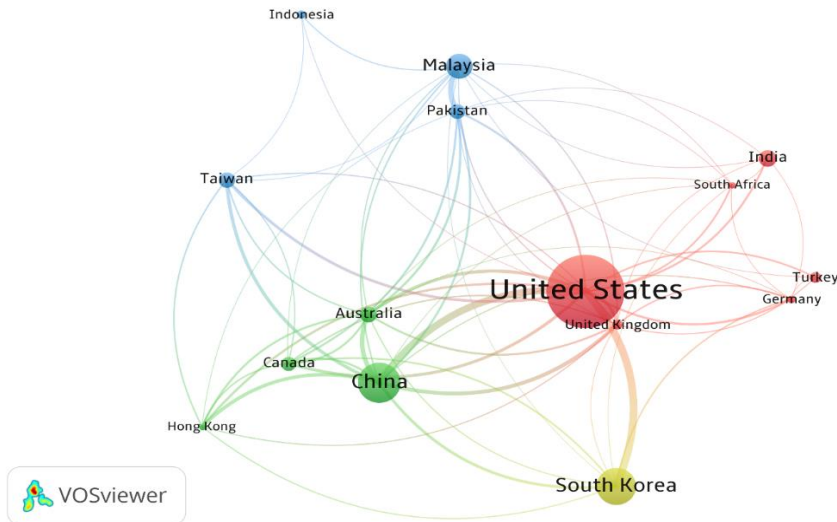 Indonesia
Malaysia
Pakistan
India
Taiwan
South Africa
United States
Turkey
Germany
Australia
United Kingdom
Canada
China
Hong Kong
South Korea
VOSviewer